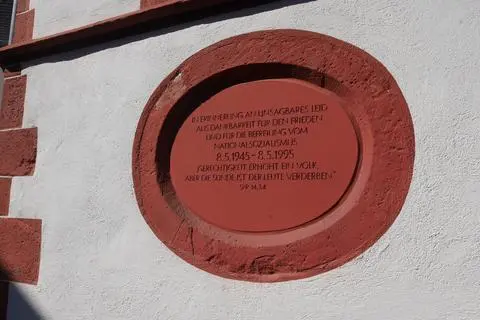 IN ERINNERUNG AN UNSAGBARES LEID
AUS DANKBARKEIT FÜR DEN FRIEDEN
UND FÜR DIE BEFREIUNG VOM
NATIONALSOZIALISMUS
8.5.1945 – 8.5.1995
„GERECHTIGKEIT ERHÖHT EIN VOLK,
ABER DIE SÜNDE IST DER LEUTE VERDERBEN."
SPR 14,34